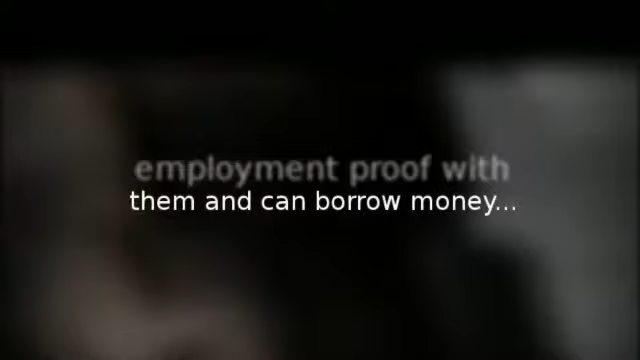 employment proof with
them and can borrow money...